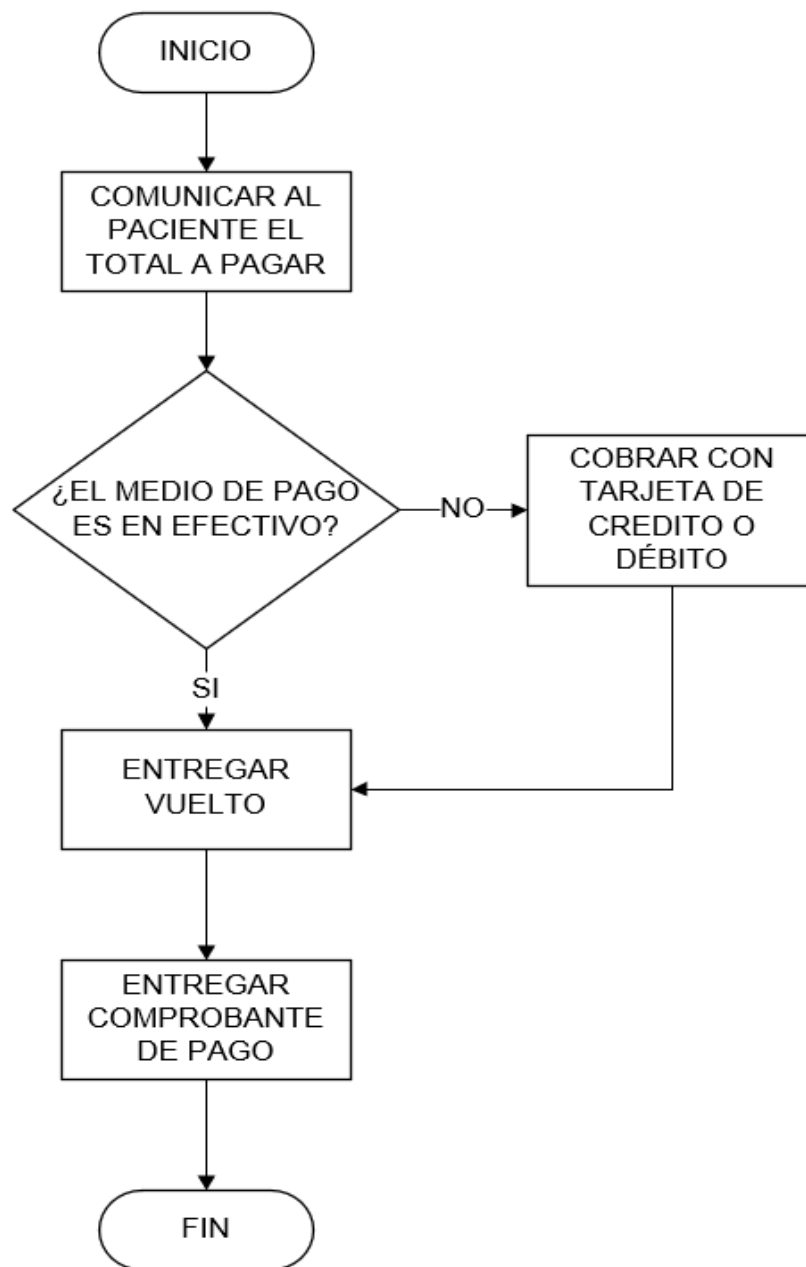 INICIO
COMUNICAR AL
PACIENTE EL
TOTAL A PAGAR
¿EL MEDIO DE PAGO
ES EN EFECTIVO?
NO
COBRAR CON
TARJETA DE
CREDITO O
DÉBITO
SI
ENTREGAR
VUELTO
ENTREGAR
COMPROBANTE
DE PAGO
FIN